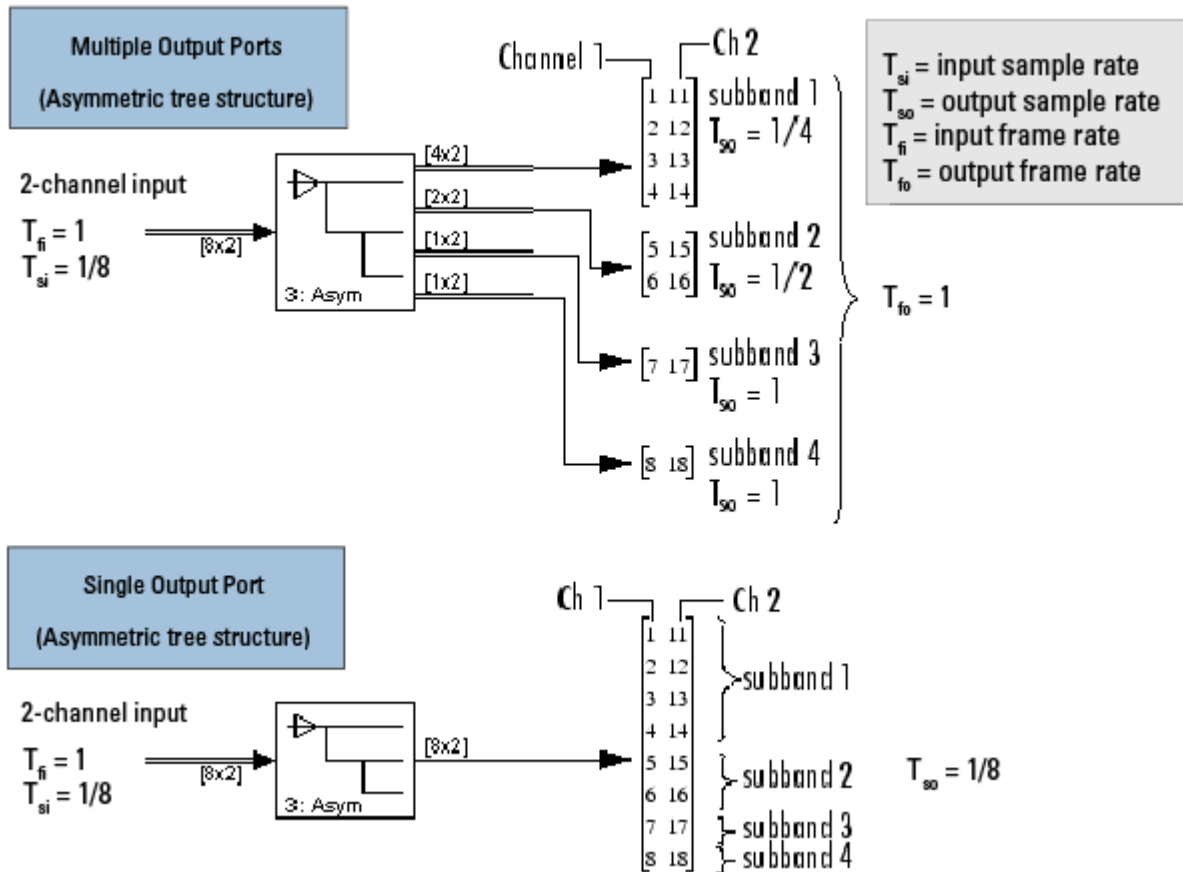 Multiple Output Ports
(Asymmetric tree structure)
2-channel input
T_fi = 1
T_si = 1/8
[8x2]
3: Asym
[4x2]
[2x2]
[1x2]
[1x2]
Channel 1
Ch 2
1 11
2 12
3 13
4 14
subband 1
T_so = 1/4
5 15
6 16
subband 2
T_so = 1/2
7 17
subband 3
T_so = 1
8 18
subband 4
T_so = 1
T_fo = 1
T_si = input sample rate
T_so = output sample rate
T_fi = input frame rate
T_fo = output frame rate
Single Output Port
(Asymmetric tree structure)
2-channel input
T_fi = 1
T_si = 1/8
[8x2]
3: Asym
[8x2]
Ch 1
Ch 2
1 11
2 12
3 13
4 14
5 15
6 16
7 17
8 18
subband 1
subband 2
subband 3
subband 4
T_so = 1/8